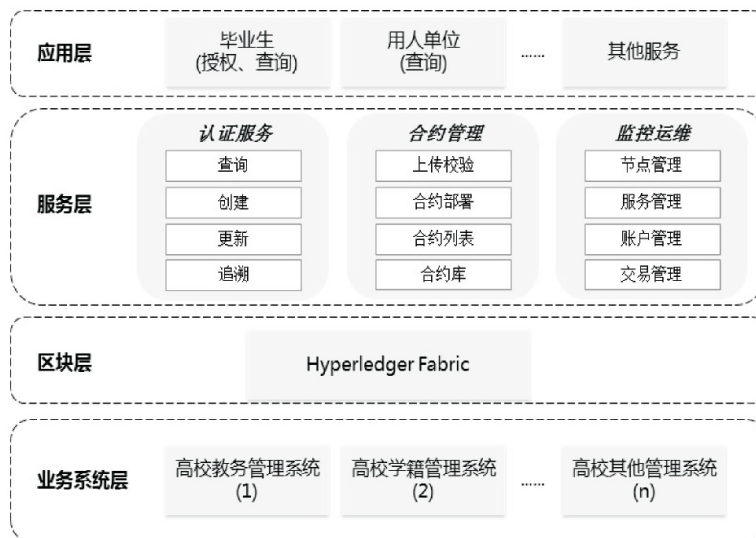 应用层
毕业生
(授权、查询)
用人单位
(查询)
......
其他服务
服务层
认证服务
查询
创建
更新
追溯
合约管理
上传校验
合约部署
合约列表
合约库
监控运维
节点管理
服务管理
账户管理
交易管理
区块层
Hyperledger Fabric
业务系统层
高校教务管理系统
(1)
高校学籍管理系统
(2)
......
高校其他管理系统
(n)